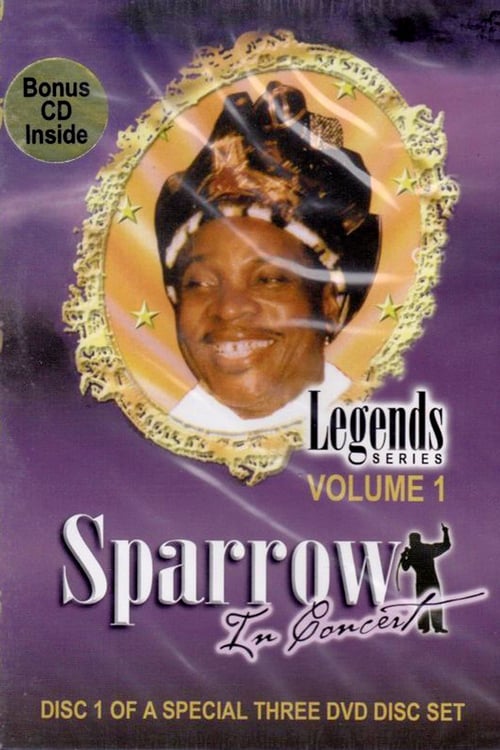 Bonus
CD
Inside
Legends
SERIES
VOLUME 1
Sparrow
In Concert
DISC 1 OF A SPECIAL THREE DVD DISC SET